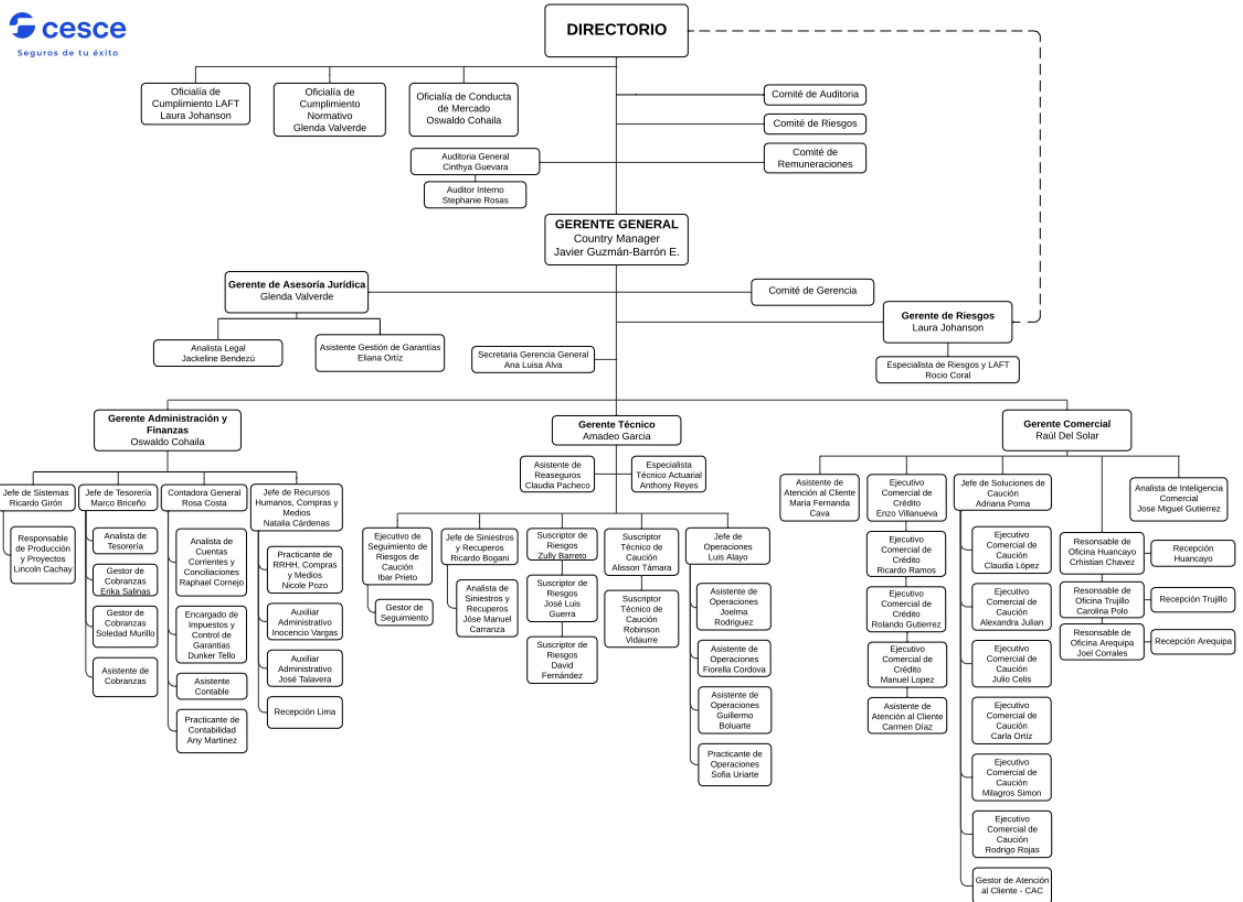 cesce
Seguros de tu éxito
DIRECTORIO
Oficialía de
Cumplimiento LAFT
Laura Johanson
Oficialía de
Cumplimiento
Normativo
Glenda Valverde
Oficialía de Conducta
de Mercado
Oswaldo Cohaila
Comité de Auditoria
Comité de Riesgos
Comité de
Remuneraciones
Auditoria General
Cinthya Guevara
Auditor Interno
Stephanie Rosas
GERENTE GENERAL
Country Manager
Javier Guzmán-Barrón E.
Gerente de Asesoría Jurídica
Glenda Valverde
Comité de Gerencia
Gerente de Riesgos
Laura Johanson
Analista Legal
Jackeline Bendezú
Asistente Gestión de Garantías
Eliana Ortíz
Secretaria Gerencia General
Ana Luisa Alva
Especialista de Riesgos y LAFT
Rocio Coral
Gerente Administración y
Finanzas
Oswaldo Cohaila
Gerente Técnico
Amadeo Garcia
Gerente Comercial
Raúl Del Solar
Asistente de
Reaseguros
Claudia Pacheco
Especialista
Técnico Actuarial
Anthony Reyes
Jefe de Sistemas
Ricardo Girón
Responsable
de Producción
y Proyectos
Lincoln Cachay
Jefe de Tesorería
Marco Briceño
Analista de
Tesorería
Gestor de
Cobranzas
Erika Salinas
Gestor de
Cobranzas
Soledad Murillo
Asistente de
Cobranzas
Contadora General
Rosa Costa
Analista de
Cuentas
Corrientes y
Conciliaciones
Raphael Cornejo
Encargado de
Impuestos y
Control de
Garantias
Dunker Tello
Asistente
Contable
Practicante de
Contabilidad
Any Martinez
Jefe de Recursos
Humanos, Compras y
Medios
Natalia Cárdenas
Practicante de
RRHH, Compras
y Medios
Nicole Pozo
Auxiliar
Administrativo
Inocencio Vargas
Auxiliar
Administrativo
José Talavera
Recepción Lima
Ejecutivo de
Seguimiento de
Riesgos de
Caución
Ibar Prieto
Gestor de
Seguimiento
Jefe de Siniestros
y Recuperos
Ricardo Bogani
Analista de
Siniestros y
Recuperos
Jóse Manuel
Carranza
Suscriptor de
Riesgos
Zully Barreto
Suscriptor de
Riesgos
José Luis
Guerra
Suscriptor de
Riesgos
David
Fernández
Suscriptor
Técnico de
Caución
Alisson Támara
Suscriptor
Técnico de
Caución
Robinson
Vidaurre
Jefe de
Operaciones
Luis Alayo
Asistente de
Operaciones
Joelma
Rodriguez
Asistente de
Operaciones
Fiorella Cordova
Asistente de
Operaciones
Guillermo
Boluarte
Practicante de
Operaciones
Sofia Uriarte
Asistente de
Atención al Cliente
Maria Fernanda
Cava
Ejecutivo
Comercial de
Crédito
Enzo Villanueva
Ejecutivo
Comercial de
Crédito
Ricardo Ramos
Ejecutivo
Comercial de
Crédito
Rolando Gutierrez
Ejecutivo
Comercial de
Crédito
Manuel Lopez
Asistente de
Atención al Cliente
Carmen Díaz
Jefe de Soluciones de
Caución
Adriana Poma
Ejecutivo
Comercial de
Caución
Claudia López
Ejecutivo
Comercial de
Caución
Alexandra Julian
Ejecutivo
Comercial de
Caución
Julio Celis
Ejecutivo
Comercial de
Caución
Carla Ortíz
Ejecutivo
Comercial de
Caución
Milagros Simon
Ejecutivo
Comercial de
Caución
Rodrigo Rojas
Gestor de Atención
al Cliente - CAC
Resonsable de
Oficina Huancayo
Crhistian Chavez
Resonsable de
Oficina Trujillo
Carolina Polo
Resonsable de
Oficina Arequipa
Joel Corrales
Analista de Inteligencia
Comercial
Jose Miguel Gutierrez
Recepción
Huancayo
Recepción Trujillo
Recepción Arequipa